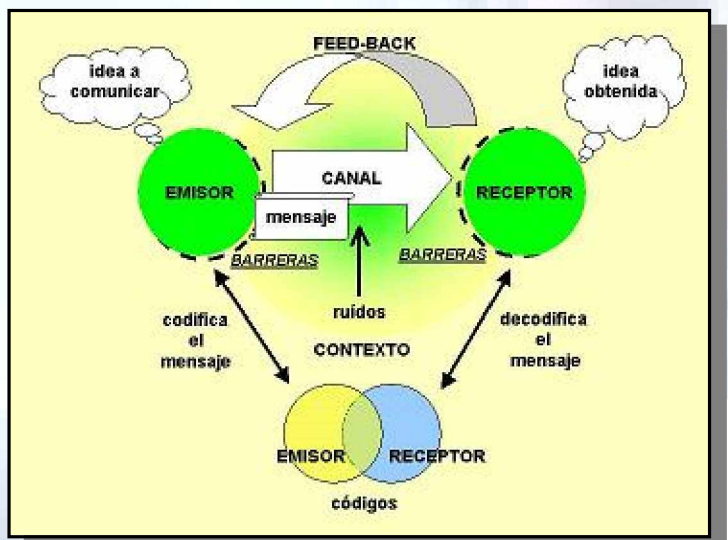 FEED-BACK
idea a
comunicar
idea
obtenida
EMISOR
CANAL
RECEPTOR
mensaje
BARRERAS
BARRERAS
ruídos
codifica
el
mensaje
decodifica
el
mensaje
CONTEXTO
EMISOR
RECEPTOR
códigos